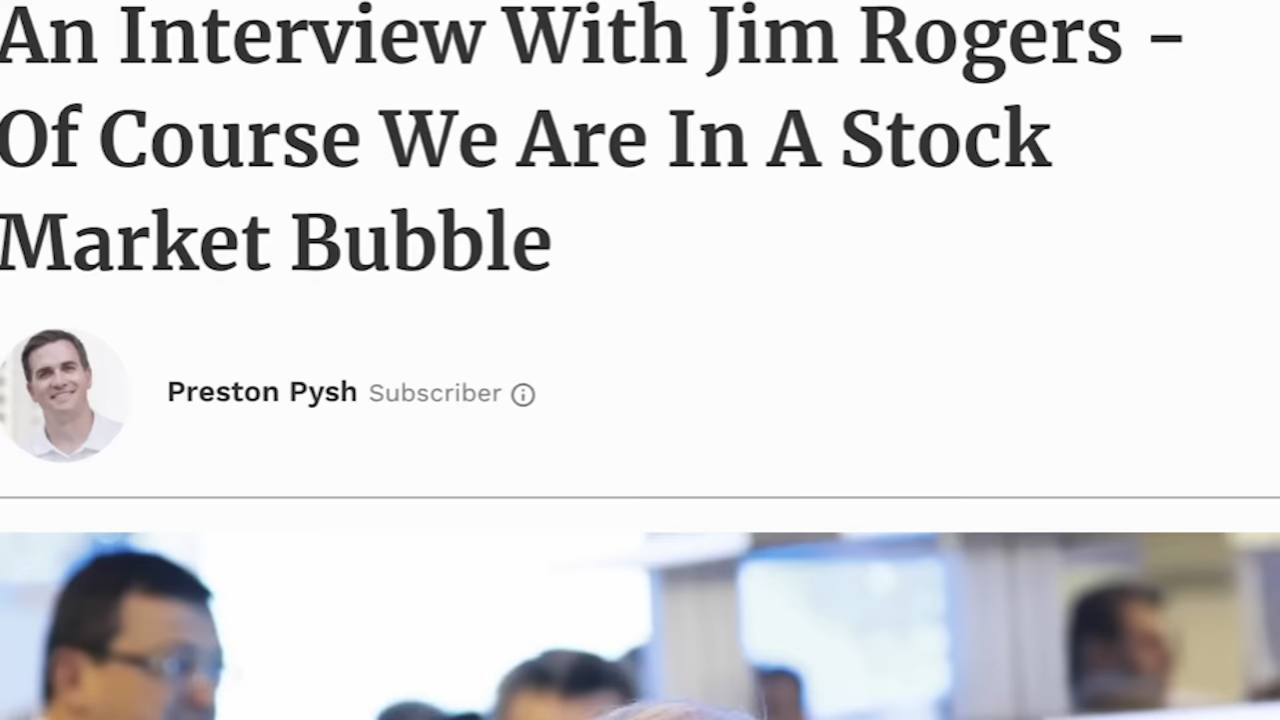 An Interview With Jim Rogers -
Of Course We Are In A Stock
Market Bubble
Preston Pysh Subscriber